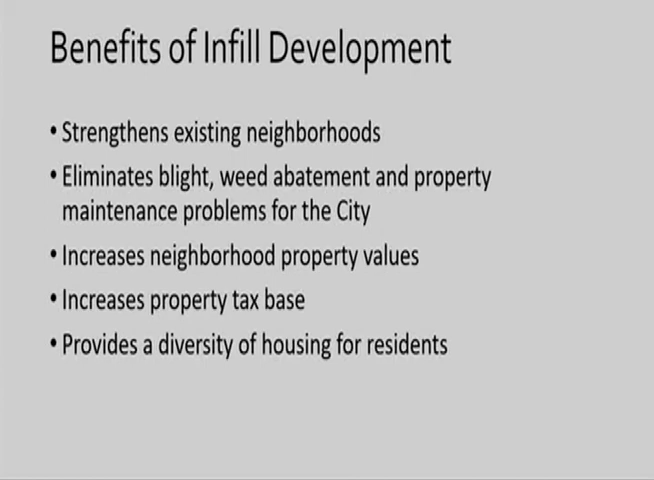 Benefits of Infill Development
• Strengthens existing neighborhoods
• Eliminates blight, weed abatement and property
maintenance problems for the City
• Increases neighborhood property values
• Increases property tax base
• Provides a diversity of housing for residents